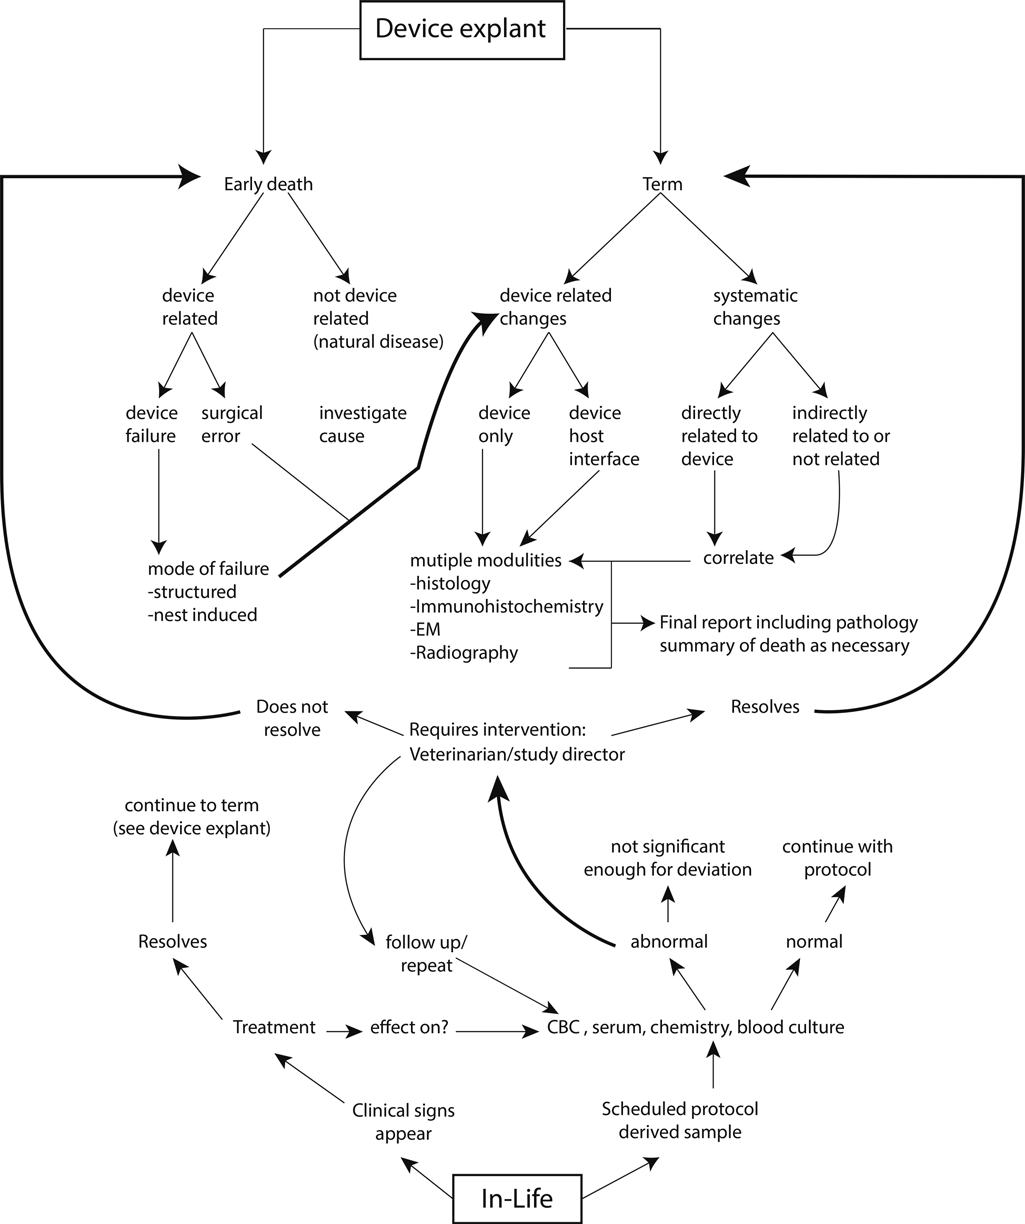 Device explant
Early death
Term
device
related
not device
related
(natural disease)
device related
changes
systematic
changes
device
failure
surgical
error
investigate
cause
device
only
device
host
interface
directly
related to
device
indirectly
related to or
not related
mode of failure
-structured
-nest induced
mutiple modulities
-histology
-Immunohistochemistry
-EM
-Radiography
correlate
Final report including pathology
summary of death as necessary
Does not
resolve
Requires intervention:
Veterinarian/study director
Resolves
continue to term
(see device explant)
not significant
enough for deviation
continue with
protocol
Resolves
follow up/
repeat
abnormal
normal
Treatment
effect on?
CBC , serum, chemistry, blood culture
Clinical signs
appear
Scheduled protocol
derived sample
In-Life